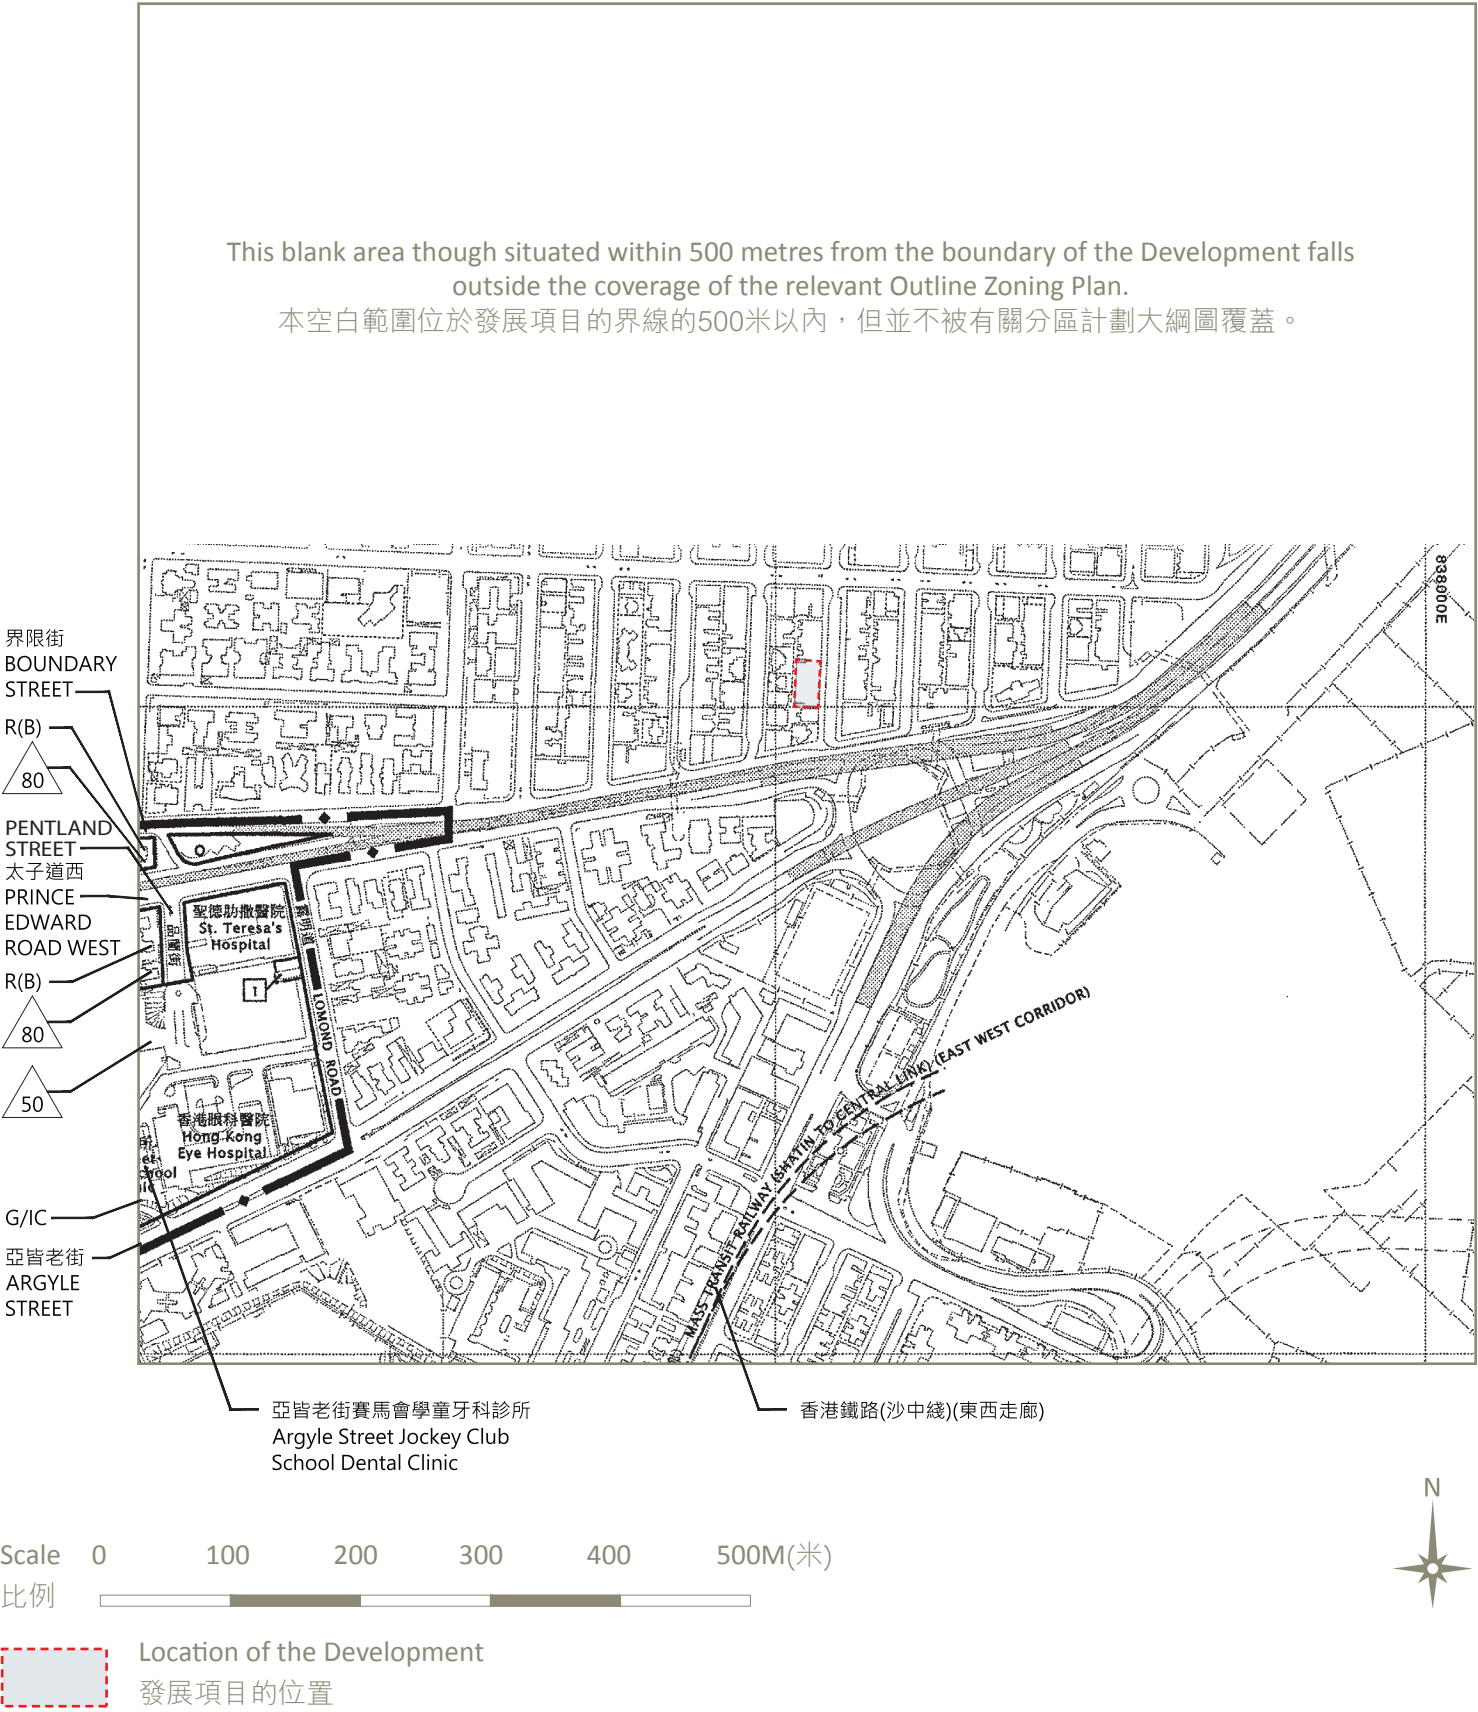 This blank area though situated within 500 metres from the boundary of the Development falls
outside the coverage of the relevant Outline Zoning Plan.
本空白範圍位於發展項目的界線的500米以內，但並不被有關分區計劃大綱圖覆蓋。
838000E
界限街
BOUNDARY
STREET
R(B)
80
PENTLAND
STREET
太子道西
PRINCE
EDWARD
ROAD WEST
R(B)
80
50
G/IC
亞皆老街
ARGYLE
STREET
O
聖德肋撒醫院
St. Teresa's
Hospital
1
LOMOND ROAD
香港眼科醫院
Hong Kong
Eye Hospital
MASS TRANSIT RAILWAY (SHATIN TO CENTRAL LINK) (EAST WEST CORRIDOR)
亞皆老街賽馬會學童牙科診所
Argyle Street Jockey Club
School Dental Clinic
香港鐵路(沙中綫)(東西走廊)
N
Scale 0 100 200 300 400 500M(米)
比例
Location of the Development
發展項目的位置